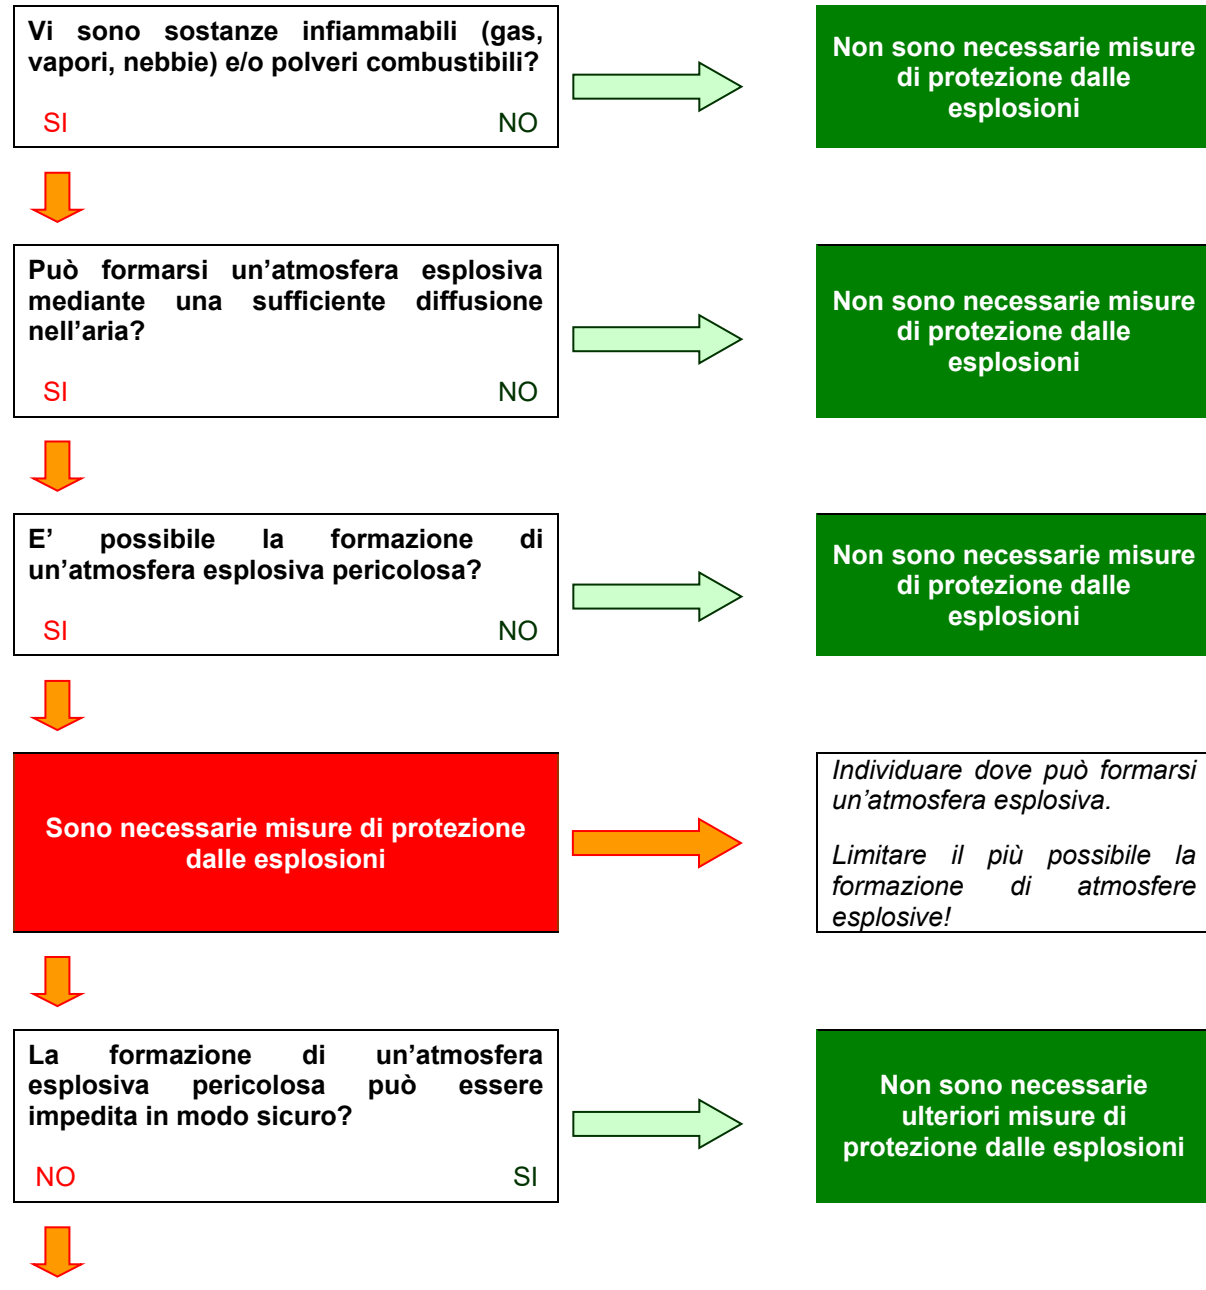 Vi sono sostanze infiammabili (gas,
vapori, nebbie) e/o polveri combustibili?
SI NO
Non sono necessarie misure
di protezione dalle
esplosioni
Può formarsi un’atmosfera esplosiva
mediante una sufficiente diffusione
nell’aria?
SI NO
Non sono necessarie misure
di protezione dalle
esplosioni
E’ possibile la formazione di
un’atmosfera esplosiva pericolosa?
SI NO
Non sono necessarie misure
di protezione dalle
esplosioni
Sono necessarie misure di protezione
dalle esplosioni
Individuare dove può formarsi
un’atmosfera esplosiva.
Limitare il più possibile la
formazione di atmosfere
esplosive!
La formazione di un’atmosfera
esplosiva pericolosa può essere
impedita in modo sicuro?
NO SI
Non sono necessarie
ulteriori misure di
protezione dalle esplosioni